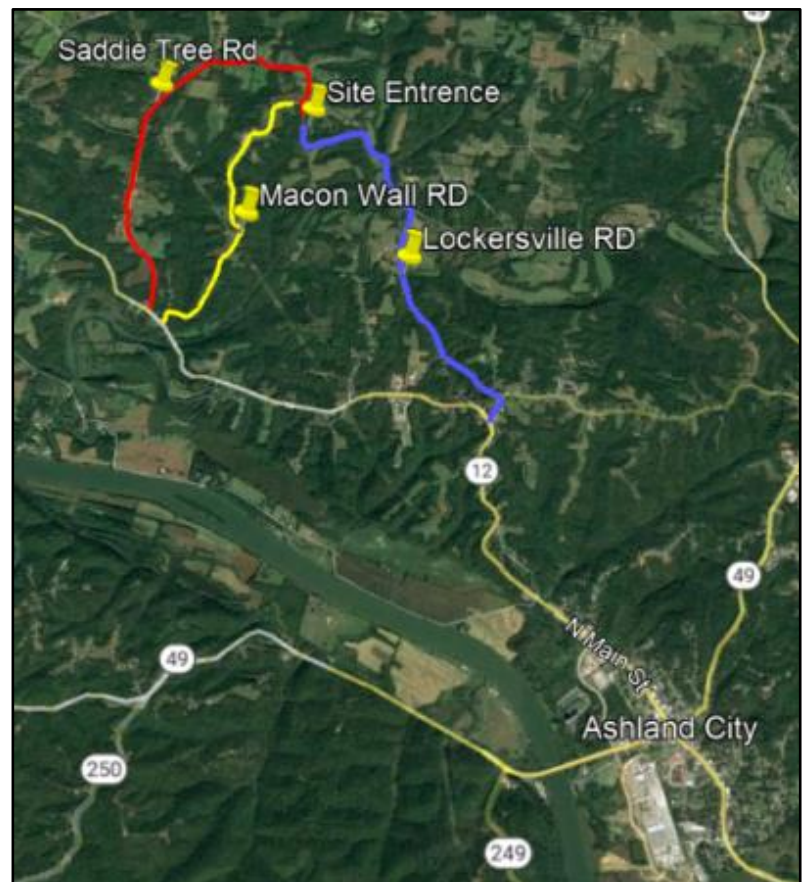 49
Saddie Tree Rd
Site Entrence
Macon Wall RD
Lockersville RD
12
49
N Main St
49
Ashland City
250
249